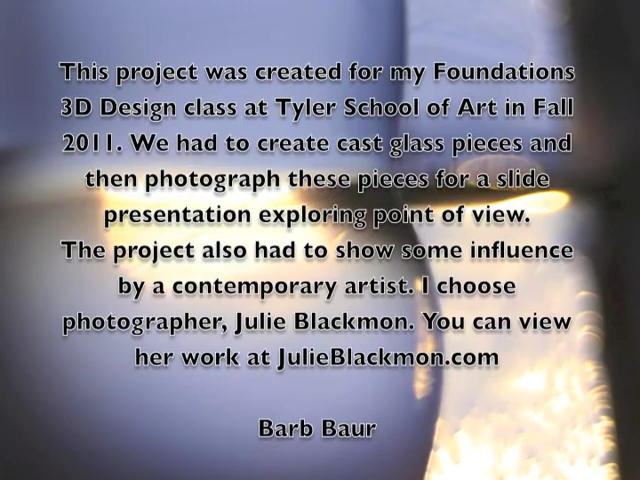 This project was created for my Foundations
3D Design class at Tyler School of Art in Fall
2011. We had to create cast glass pieces and
then photograph these pieces for a slide
presentation exploring point of view.
The project also had to show some influence
by a contemporary artist. I choose
photographer, Julie Blackmon. You can view
her work at JulieBlackmon.com
Barb Baur